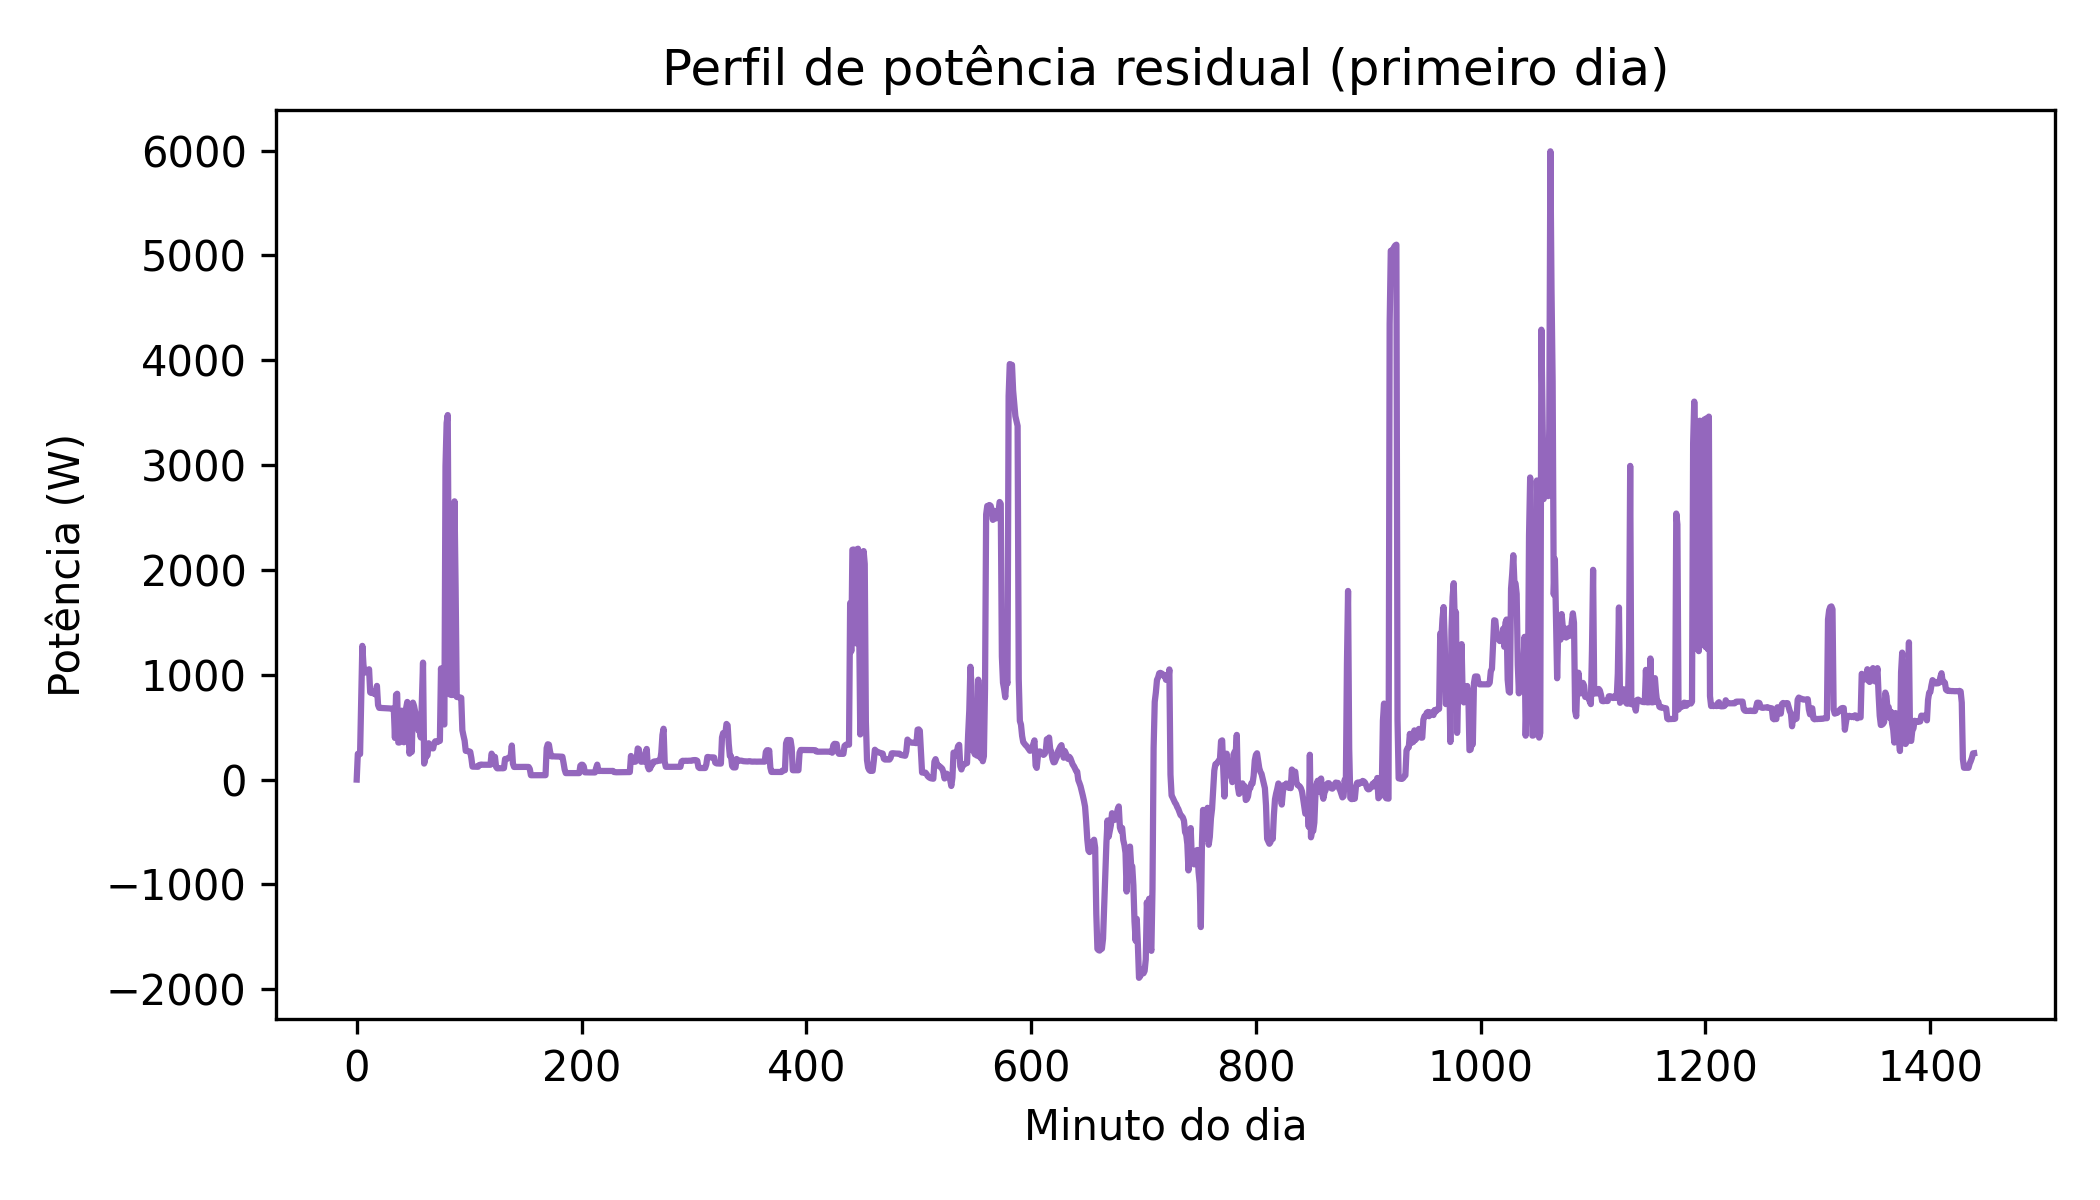 Perfil de potência residual (primeiro dia)
6000
5000
4000
3000
2000
1000
0
−1000
−2000
Potência (W)
0 200 400 600 800 1000 1200 1400
Minuto do dia